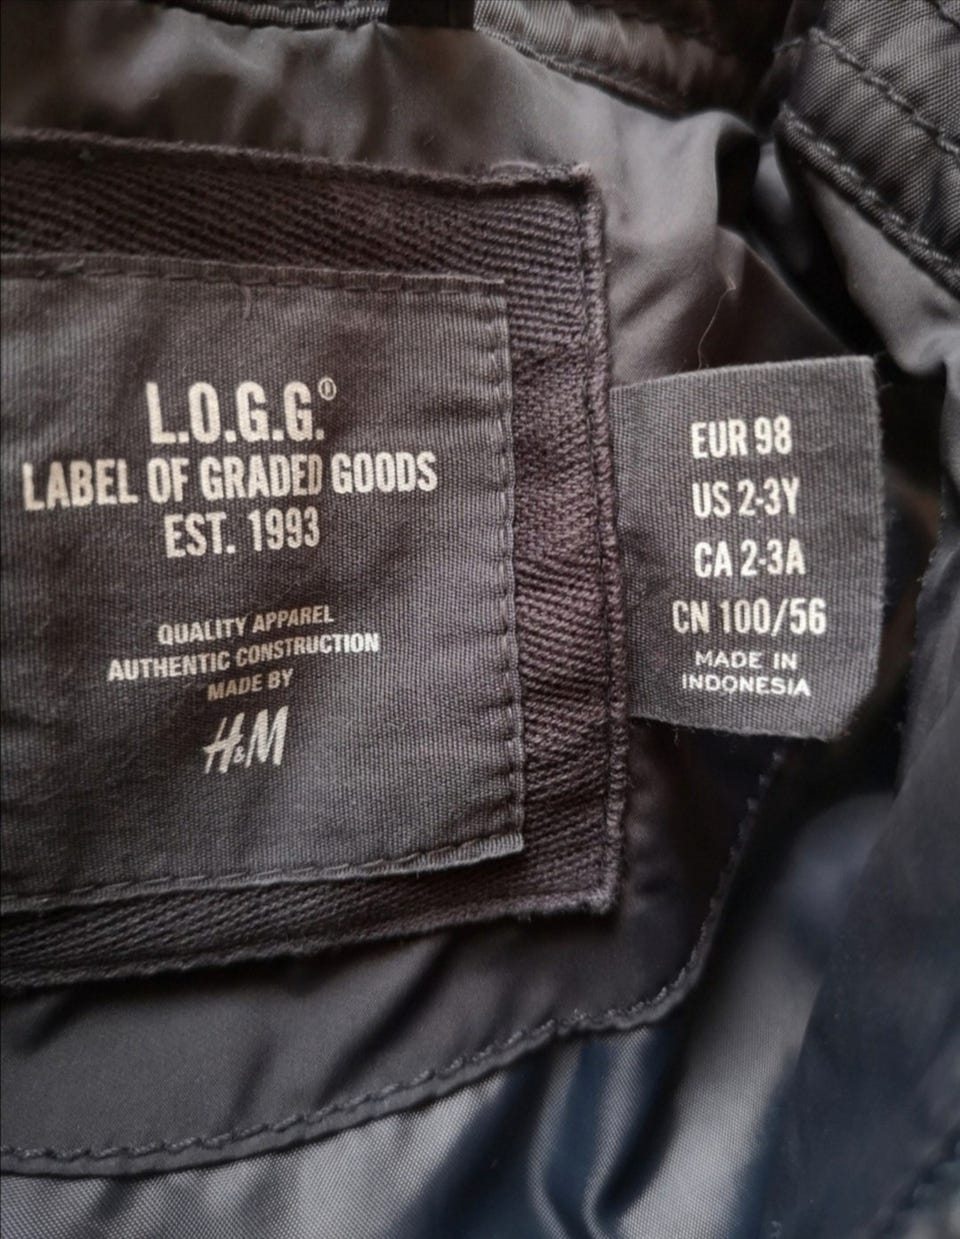 L.O.G.G.®
LABEL OF GRADED GOODS
EST. 1993
QUALITY APPAREL
AUTHENTIC CONSTRUCTION
MADE BY
H&M
EUR 98
US 2-3Y
CA 2-3A
CN 100/56
MADE IN
INDONESIA